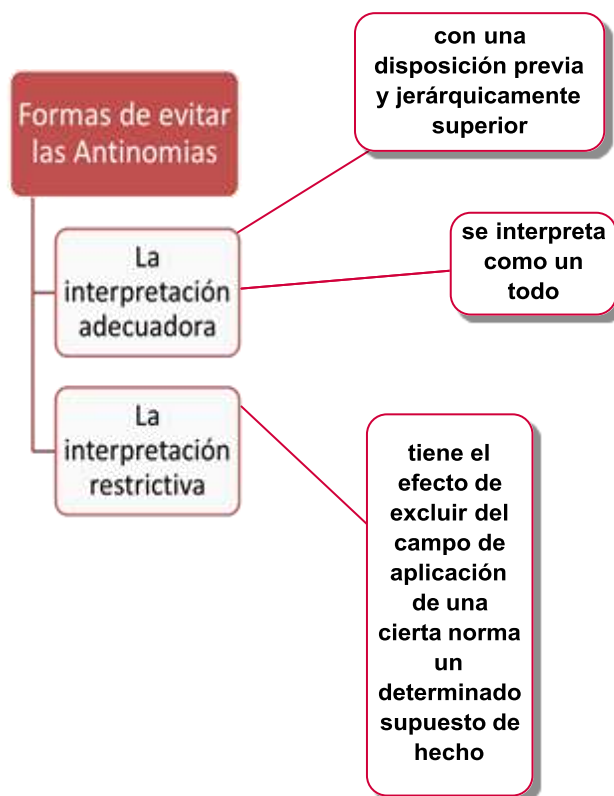 Formas de evitar
las Antinomias
con una
disposición previa
y jerárquicamente
superior
La
interpretación
adecuadora
se interpreta
como un
todo
La
interpretación
restrictiva
tiene el
efecto de
excluir del
campo de
aplicación
de una
cierta norma
un
determinado
supuesto de
hecho